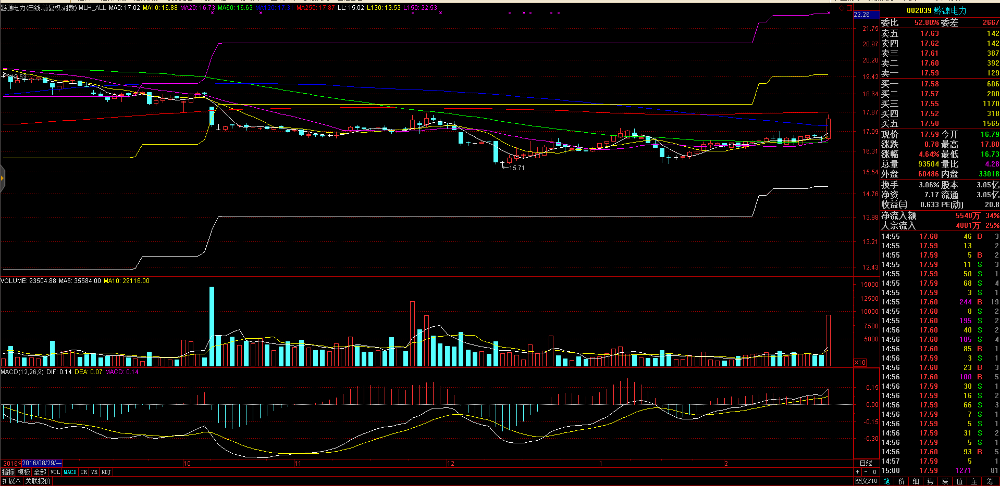 黔源电力(日线.前复权.对数) MLH_ALL MA5: 17.02 MA10: 16.88 MA20: 16.73 MA60: 16.63 MA120: 17.31 MA250: 17.87 LL: 15.02 L130: 19.53 L150: 22.53
22.26
21.75
20.97
20.20
19.42
18.64
17.87
17.09
16.31
15.54
14.76
13.98
13.21
12.43
19.53
15.71
VOLUME: 93504.88 MA5: 35584.00 MA10: 29116.00
15000
12500
10000
7500
5000
X10
MACD(12,26,9) DIF: 0.14 DEA: 0.07 MACD: 0.14
0.15
0.00
-0.15
-0.30
2016年 2016/08/29/一 10 11 12 1 2 日线
指标 模板 全部 VOL MACD CR VR KDJ + - 0
扩展∧ 关联报价 图文F10
002039 黔源电力
委比 52.80% 委差 2667
卖五 17.63 142
卖四 17.62 142
卖三 17.61 387
卖二 17.60 392
卖一 17.59 129
买一 17.58 606
买二 17.57 200
买三 17.55 1170
买四 17.52 318
买五 17.50 1565
现价 17.59 今开 16.79
涨跌 0.78 最高 17.80
涨幅 4.64% 最低 16.73
总量 93504 量比 4.28
外盘 60486 内盘 33018
换手 3.06% 股本 3.05亿
净资 7.17 流通 3.05亿
收益㈢ 0.633 PE(动) 20.8
净流入额 5540万 34%
大宗流入 4081万 25%
14:55 17.60 46 B 3
14:55 17.59 13 2
14:55 17.59 5 B 2
14:55 17.59 11 S 3
14:55 17.59 50 S 1
14:55 17.59 68 S 4
14:55 17.59 3 S 1
14:55 17.60 244 B 19
14:55 17.60 8 S 2
14:55 17.60 195 S 2
14:56 17.60 40 S 2
14:56 17.60 105 S 4
14:56 17.60 85 B 1
14:56 17.59 3 S 1
14:56 17.60 23 B 3
14:56 17.60 100 B 5
14:56 17.59 30 S 1
14:56 17.59 16 S 2
14:56 17.59 66 S 3
14:56 17.59 7 S 1
14:56 17.59 5 S 1
14:56 17.59 31 S 2
14:56 17.59 5 S 1
14:56 17.60 93 B 5
14:57 17.59 5 1
15:00 17.59 1271 81
笔 价 细 势 联 值 主 筹